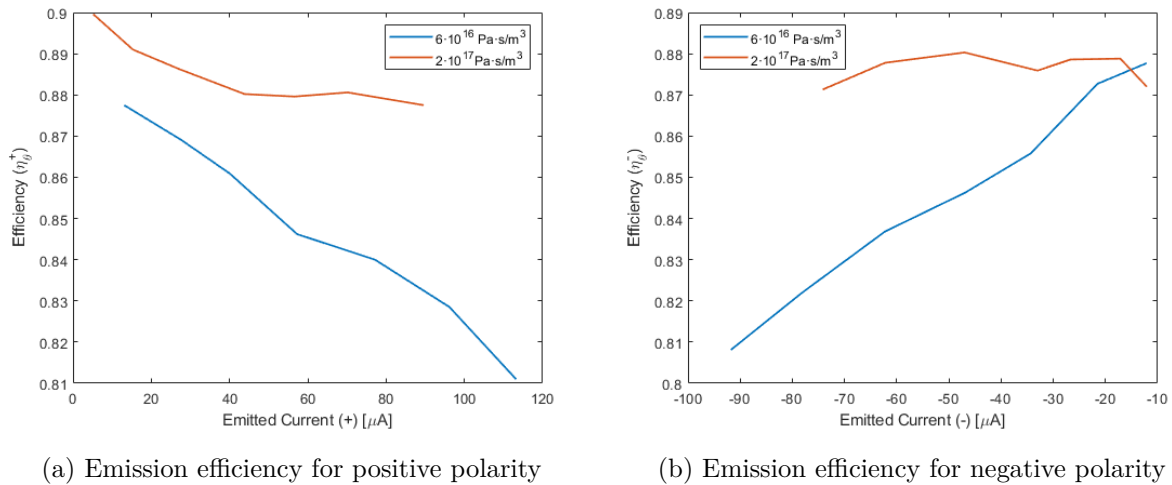 0.9
0.89
0.88
0.87
0.86
0.85
0.84
0.83
0.82
0.81
0 20 40 60 80 100 120
Efficiency (η_θ^+)
Emitted Current (+) [μA]
6·10^16 Pa·s/m^3
2·10^17 Pa·s/m^3
(a) Emission efficiency for positive polarity
0.89
0.88
0.87
0.86
0.85
0.84
0.83
0.82
0.81
0.8
-100 -90 -80 -70 -60 -50 -40 -30 -20 -10
Efficiency (η_θ^-)
Emitted Current (-) [μA]
6·10^16 Pa·s/m^3
2·10^17 Pa·s/m^3
(b) Emission efficiency for negative polarity